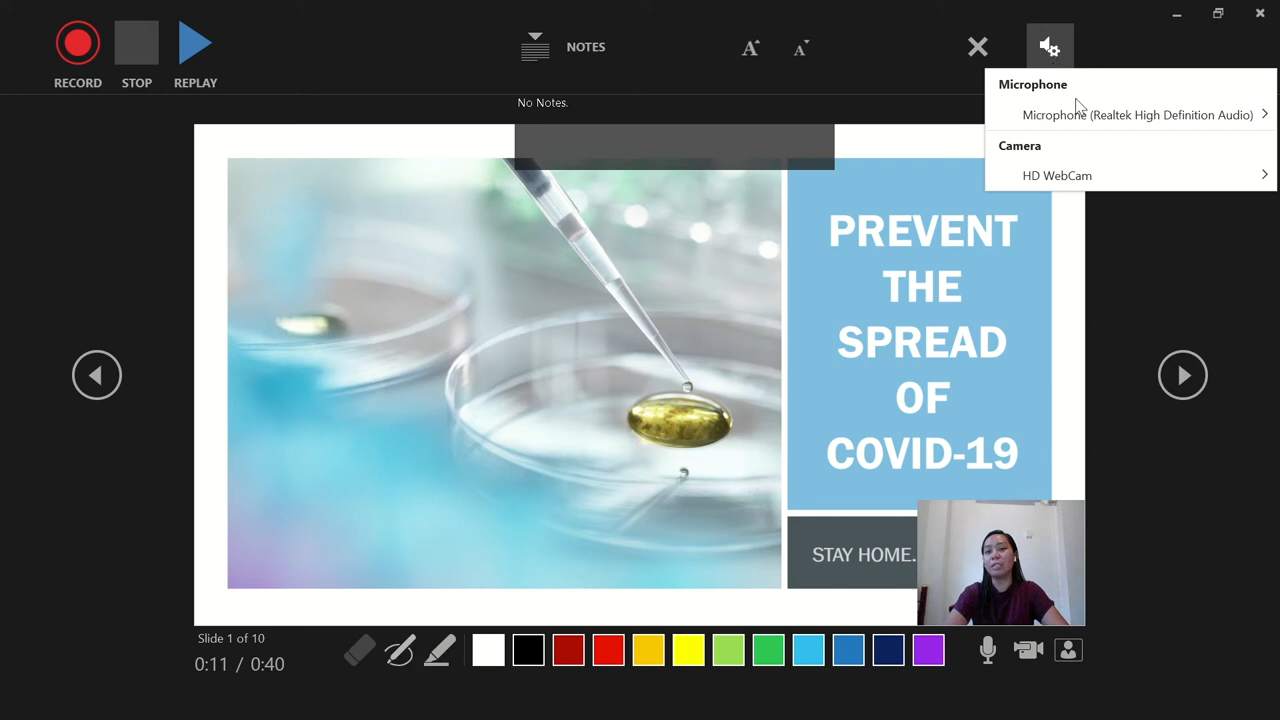 RECORD
STOP
REPLAY
NOTES
A
A
Microphone
Microphone (Realtek High Definition Audio)
Camera
HD WebCam
No Notes.
PREVENT
THE
SPREAD
OF
COVID-19
STAY HOME.
Slide 1 of 10
0:11 / 0:40